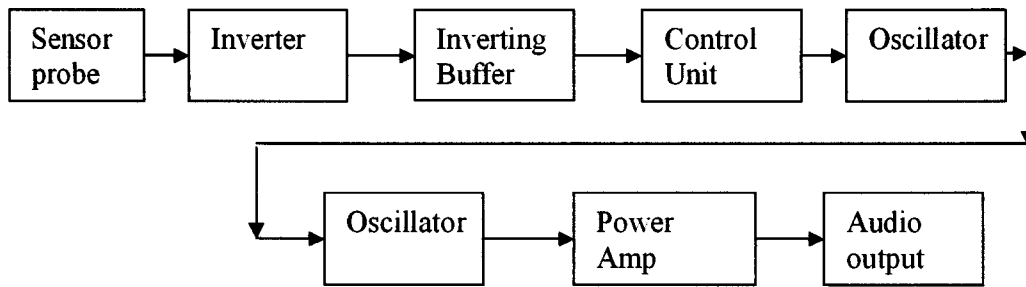 Sensor
probe
Inverter
Inverting
Buffer
Control
Unit
Oscillator
Oscillator
Power
Amp
Audio
output